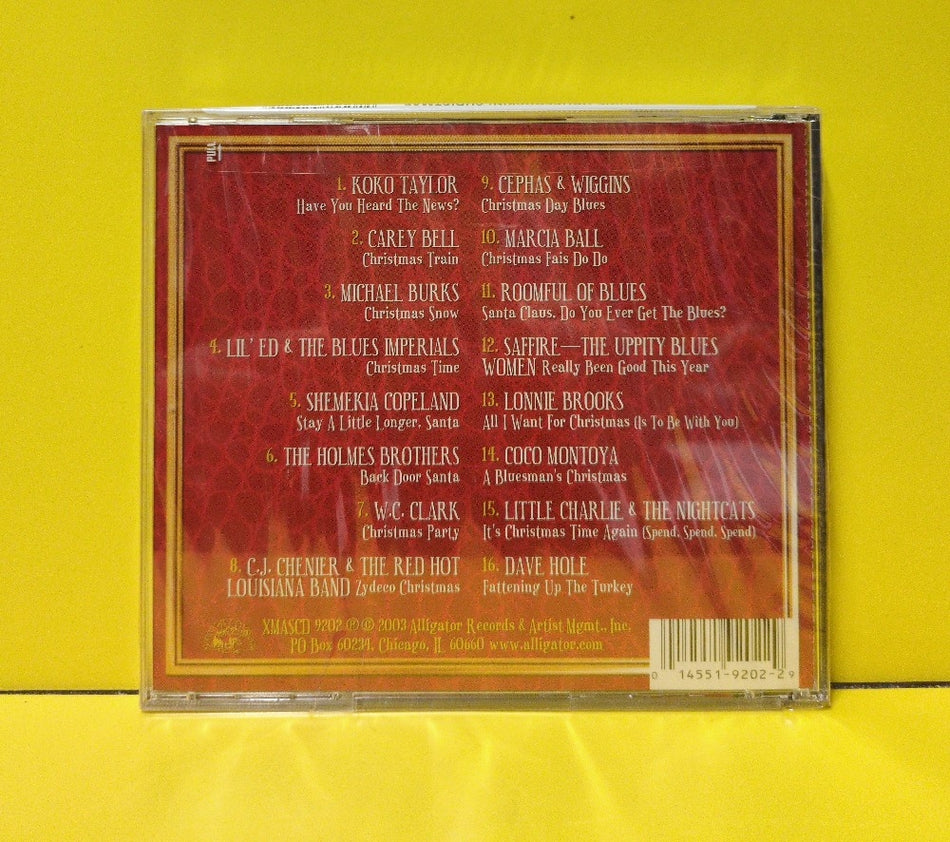 PULL
1. KOKO TAYLOR
Have You Heard The News?
2. CAREY BELL
Christmas Train
3. MICHAEL BURKS
Christmas Snow
4. LIL' ED & THE BLUES IMPERIALS
Christmas Time
5. SHEMEKIA COPELAND
Stay A Little Longer, Santa
6. THE HOLMES BROTHERS
Back Door Santa
7. W.C. CLARK
Christmas Party
8. C.J. CHENIER & THE RED HOT
LOUISIANA BAND Zydeco Christmas
9. CEPHAS & WIGGINS
Christmas Day Blues
10. MARCIA BALL
Christmas Fais Do Do
11. ROOMFUL OF BLUES
Santa Claus, Do You Ever Get The Blues?
12. SAFFIRE—THE UPPITY BLUES
WOMEN Really Been Good This Year
13. LONNIE BROOKS
All I Want For Christmas (Is To Be With You)
14. COCO MONTOYA
A Bluesman's Christmas
15. LITTLE CHARLIE & THE NIGHTCATS
It's Christmas Time Again (Spend, Spend, Spend)
16. DAVE HOLE
Fattening Up The Turkey
XMASCD 9202 ℗ © 2003 Alligator Records & Artist Mgmt., Inc.
PO Box 60234, Chicago, IL 60660 www.alligator.com
0 14551-9202-2 9